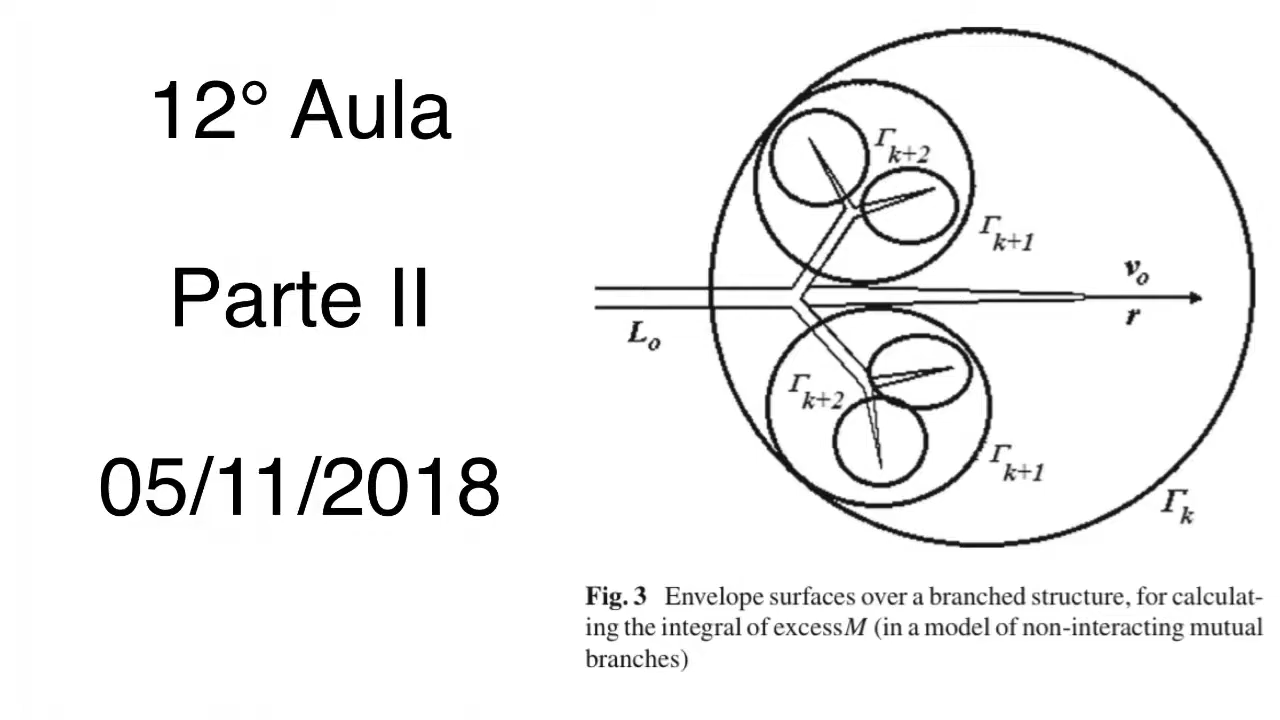 12° Aula
Parte II
05/11/2018
Γk+2
Γk+1
vo
r
Lo
Γk+2
Γk+1
Γk
Fig. 3 Envelope surfaces over a branched structure, for calculat-
ing the integral of excessM (in a model of non-interacting mutual
branches)